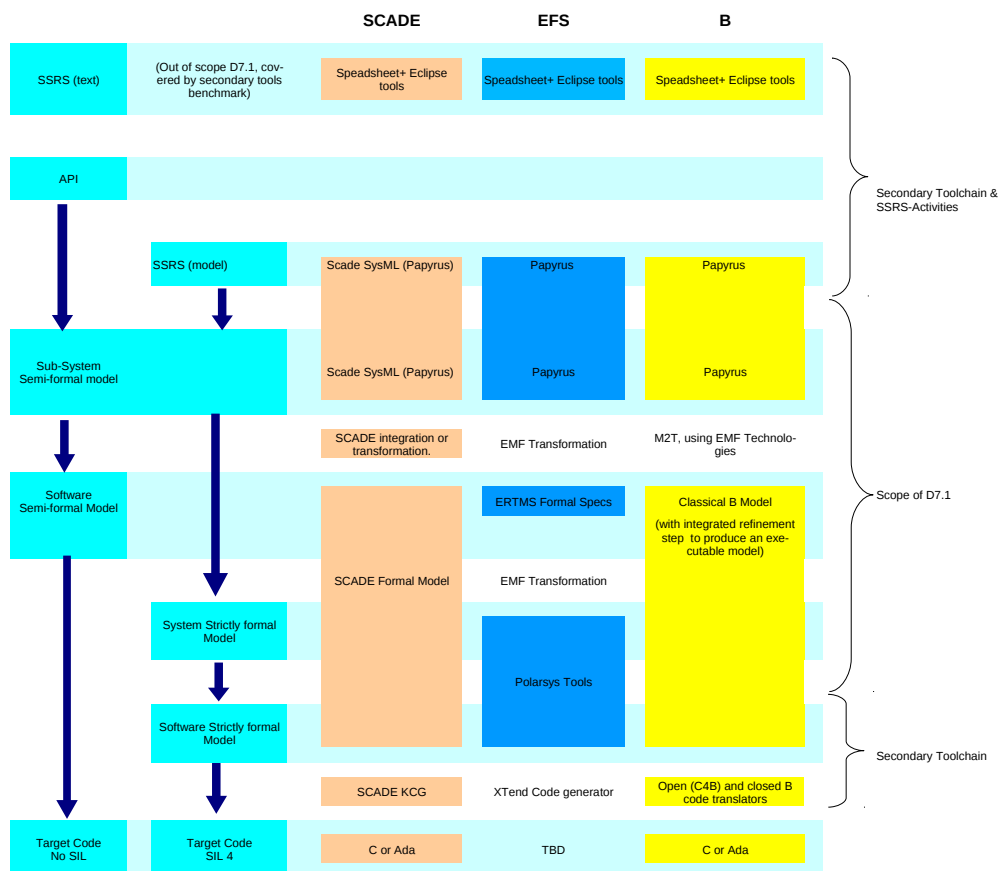 SCADE
EFS
B
SSRS (text)
(Out of scope D7.1, cov-
ered by secondary tools
benchmark)
Speadsheet+ Eclipse
tools
Speadsheet+ Eclipse tools
Speadsheet+ Eclipse tools
API
Secondary Toolchain &
SSRS-Activities
SSRS (model)
Scade SysML (Papyrus)
Papyrus
Papyrus
Sub-System
Semi-formal model
Scade SysML (Papyrus)
Papyrus
Papyrus
SCADE integration or
transformation.
EMF Transformation
M2T, using EMF Technolo-
gies
Software
Semi-formal Model
ERTMS Formal Specs
Classical B Model
(with integrated refinement
step to produce an exe-
cutable model)
Scope of D7.1
SCADE Formal Model
EMF Transformation
System Strictly formal
Model
Polarsys Tools
Software Strictly formal
Model
Secondary Toolchain
SCADE KCG
XTend Code generator
Open (C4B) and closed B
code translators
Target Code
No SIL
Target Code
SIL 4
C or Ada
TBD
C or Ada